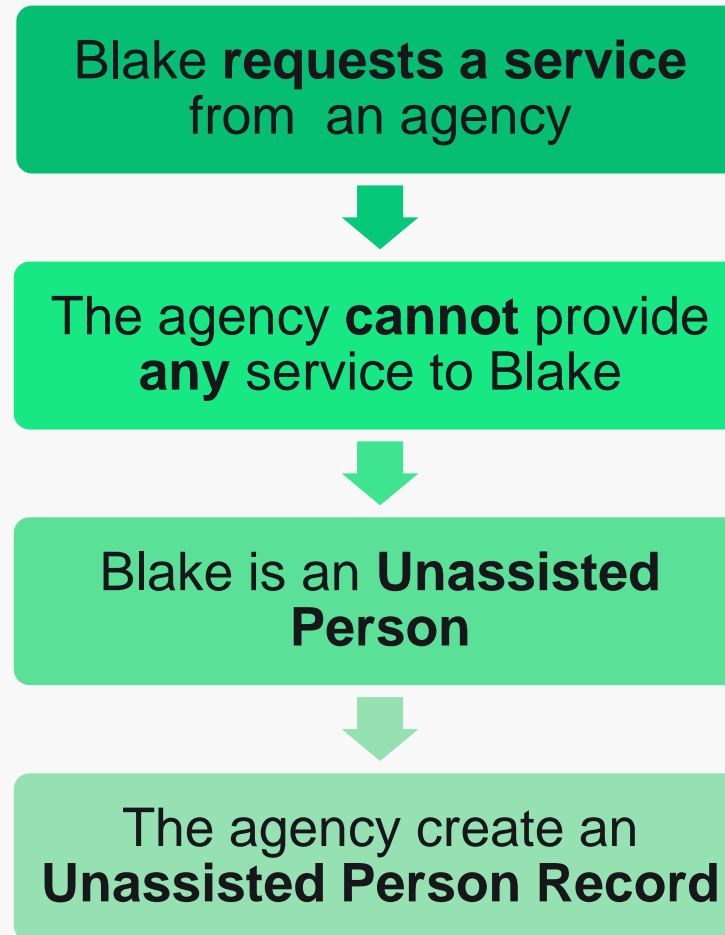 Blake requests a service
from an agency
The agency cannot provide
any service to Blake
Blake is an Unassisted
Person
The agency create an
Unassisted Person Record